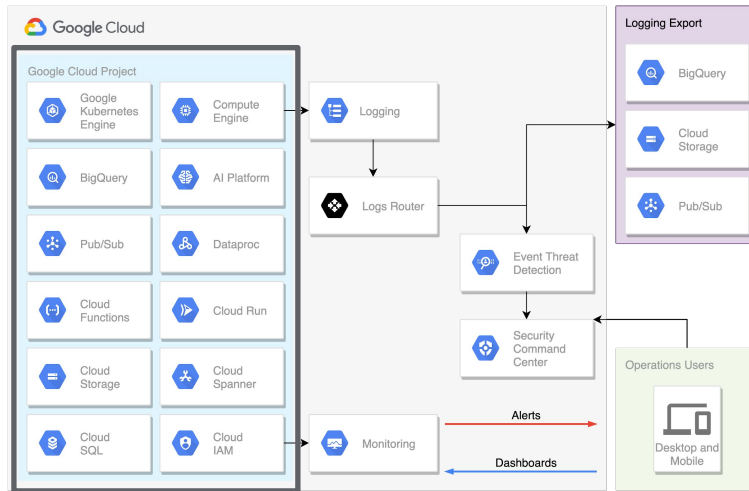 Google Cloud
Google Cloud Project
Google
Kubernetes
Engine
Compute
Engine
BigQuery
AI Platform
Pub/Sub
Dataproc
Cloud
Functions
Cloud Run
Cloud
Storage
Cloud
Spanner
Cloud
SQL
Cloud
IAM
Logging
Logs Router
Event Threat
Detection
Security
Command
Center
Monitoring
Alerts
Dashboards
Logging Export
BigQuery
Cloud
Storage
Pub/Sub
Operations Users
Desktop and
Mobile